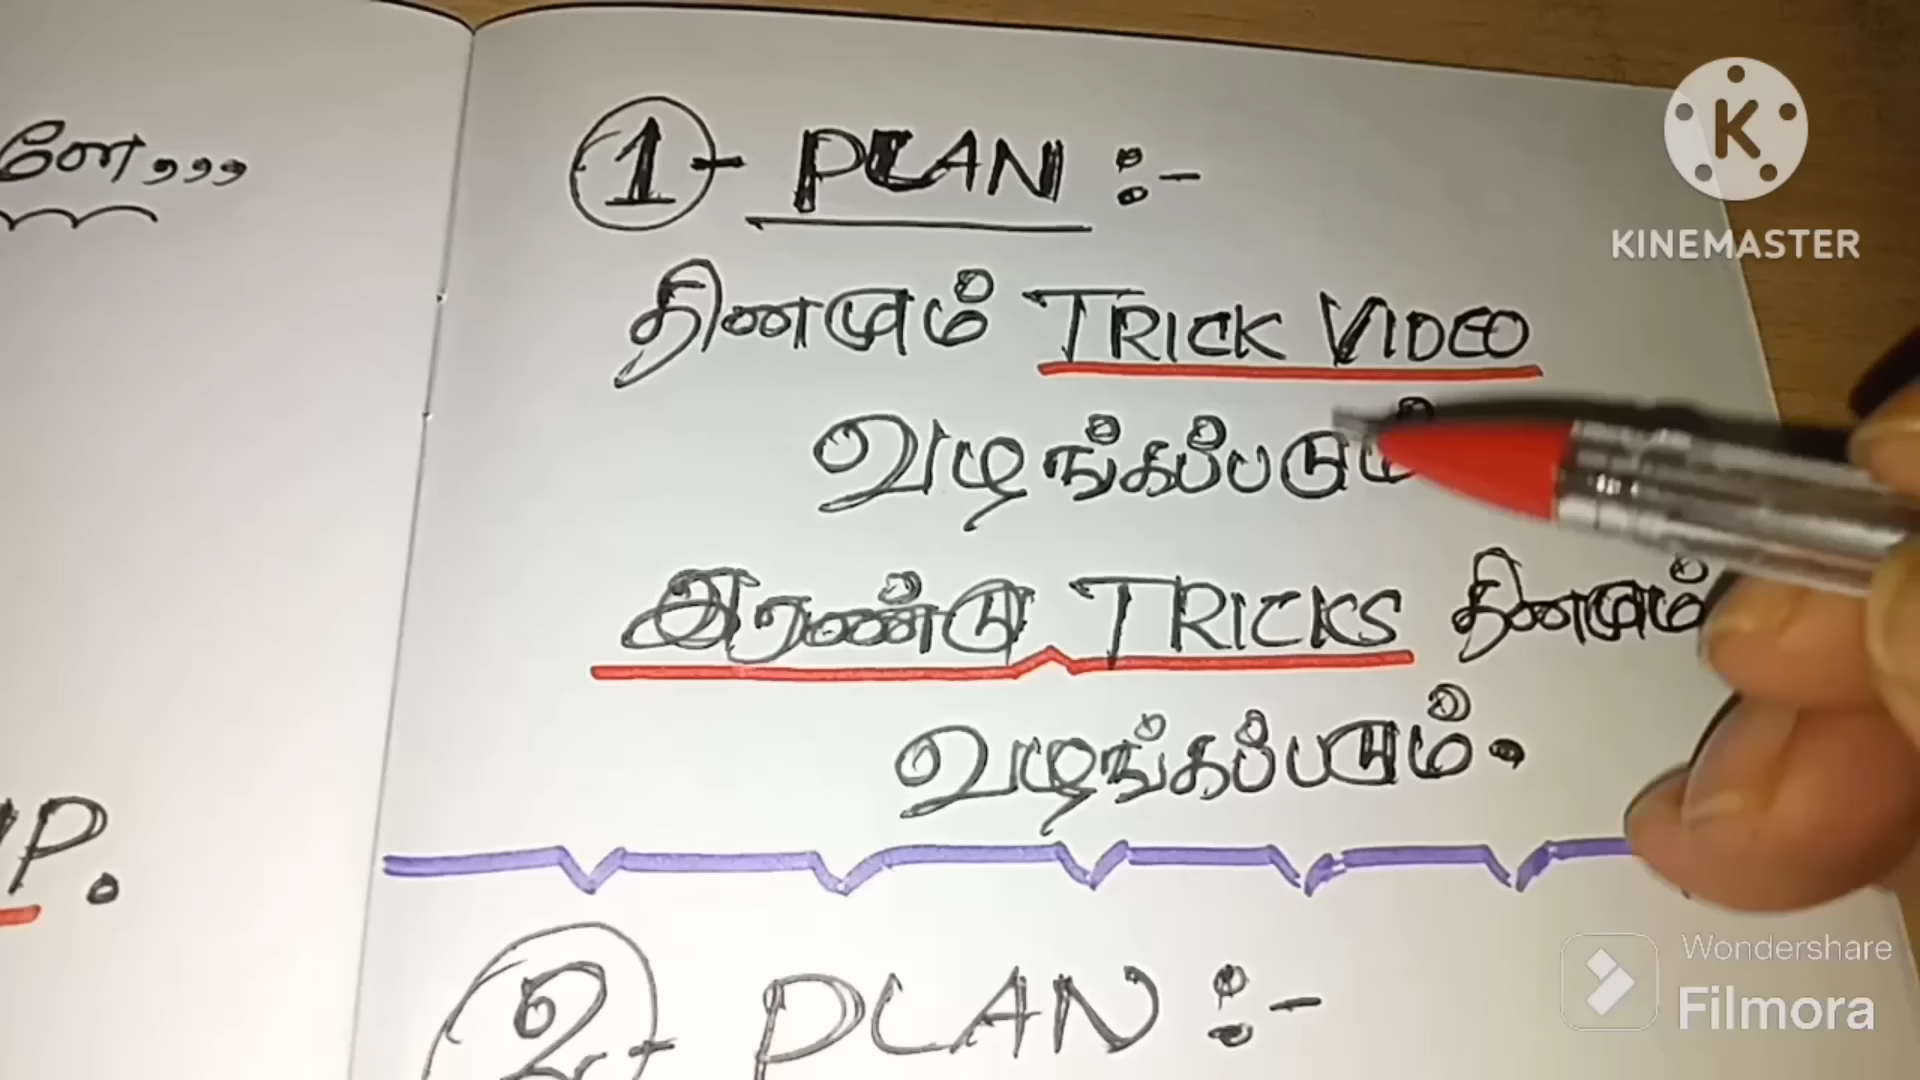 1 - PLAN :-
தினமும் TRICK VIDEO
வழங்கப்படும்
இரண்டு TRICKS தினமும்
வழங்கப்படும்.
2 - PLAN :-
KINEMASTER
Wondershare
Filmora